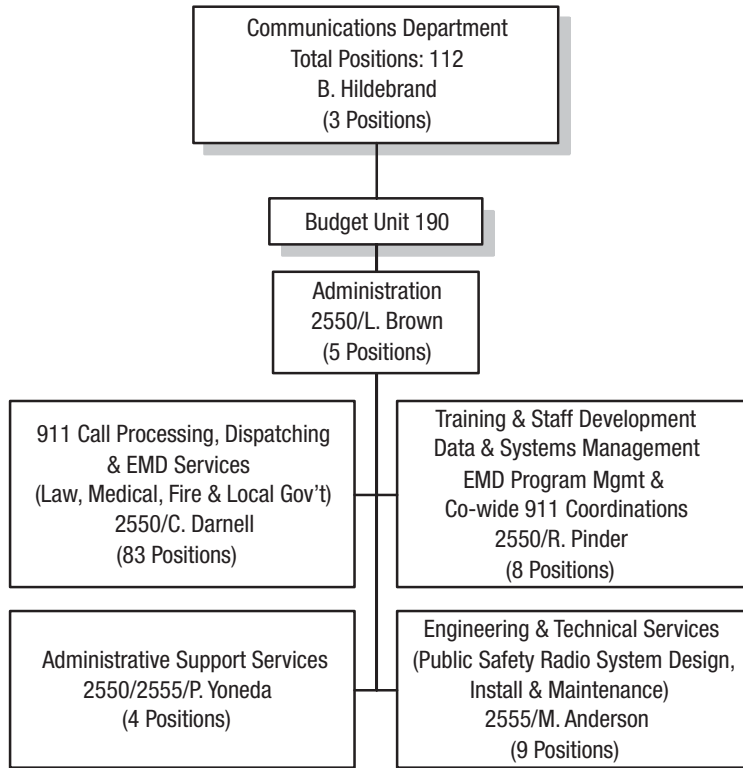 Communications Department
Total Positions: 112
B. Hildebrand
(3 Positions)
Budget Unit 190
Administration
2550/L. Brown
(5 Positions)
911 Call Processing, Dispatching
& EMD Services
(Law, Medical, Fire & Local Gov't)
2550/C. Darnell
(83 Positions)
Training & Staff Development
Data & Systems Management
EMD Program Mgmt &
Co-wide 911 Coordinations
2550/R. Pinder
(8 Positions)
Administrative Support Services
2550/2555/P. Yoneda
(4 Positions)
Engineering & Technical Services
(Public Safety Radio System Design,
Install & Maintenance)
2555/M. Anderson
(9 Positions)